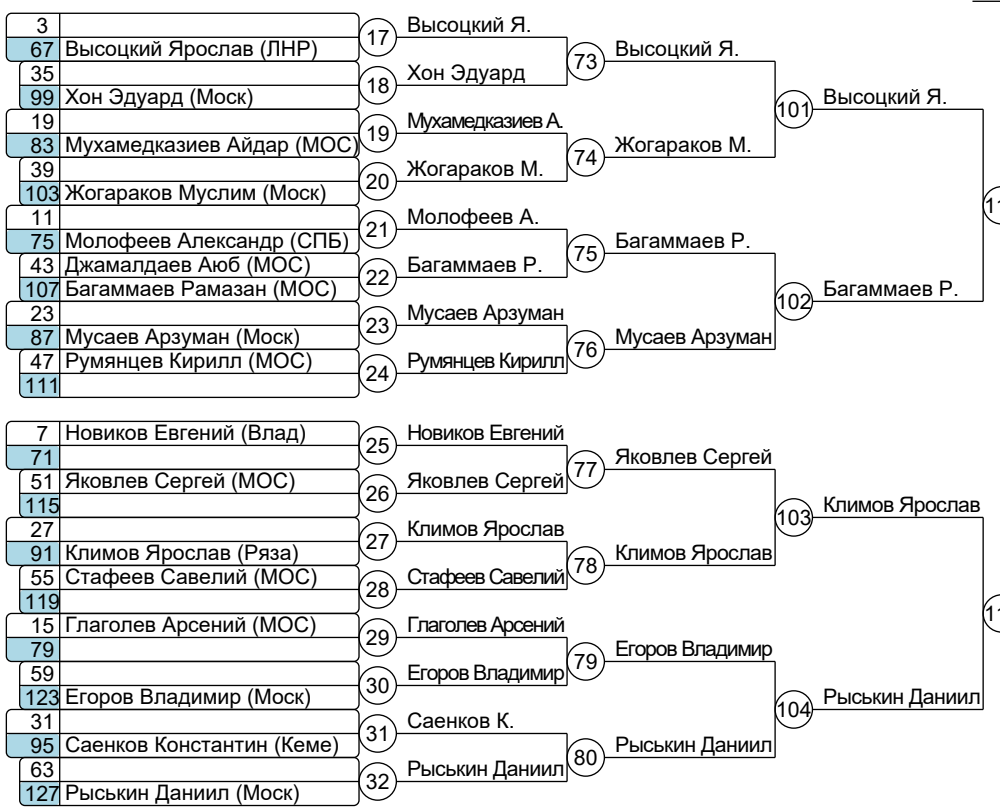 3
67 Высоцкий Ярослав (ЛНР)
35
99 Хон Эдуард (Моск)
19
83 Мухамедказиев Айдар (МОС)
39
103 Жогараков Муслим (Моск)
11
75 Молофеев Александр (СПБ)
43 Джамалдаев Аюб (МОС)
107 Багаммаев Рамазан (МОС)
23
87 Мусаев Арзуман (Моск)
47 Румянцев Кирилл (МОС)
111
7 Новиков Евгений (Влад)
71
51 Яковлев Сергей (МОС)
115
27
91 Климов Ярослав (Ряза)
55 Стафеев Савелий (МОС)
119
15 Глаголев Арсений (МОС)
79
59
123 Егоров Владимир (Моск)
31
95 Саенков Константин (Кеме)
63
127 Рыськин Даниил (Моск)
17 Высоцкий Я.
18 Хон Эдуард
19 Мухамедказиев А.
20 Жогараков М.
21 Молофеев А.
22 Багаммаев Р.
23 Мусаев Арзуман
24 Румянцев Кирилл
25 Новиков Евгений
26 Яковлев Сергей
27 Климов Ярослав
28 Стафеев Савелий
29 Глаголев Арсений
30 Егоров Владимир
31 Саенков К.
32 Рыськин Даниил
73 Высоцкий Я.
74 Жогараков М.
75 Багаммаев Р.
76 Мусаев Арзуман
77 Яковлев Сергей
78 Климов Ярослав
79 Егоров Владимир
80 Рыськин Даниил
101 Высоцкий Я.
102 Багаммаев Р.
103 Климов Ярослав
104 Рыськин Даниил